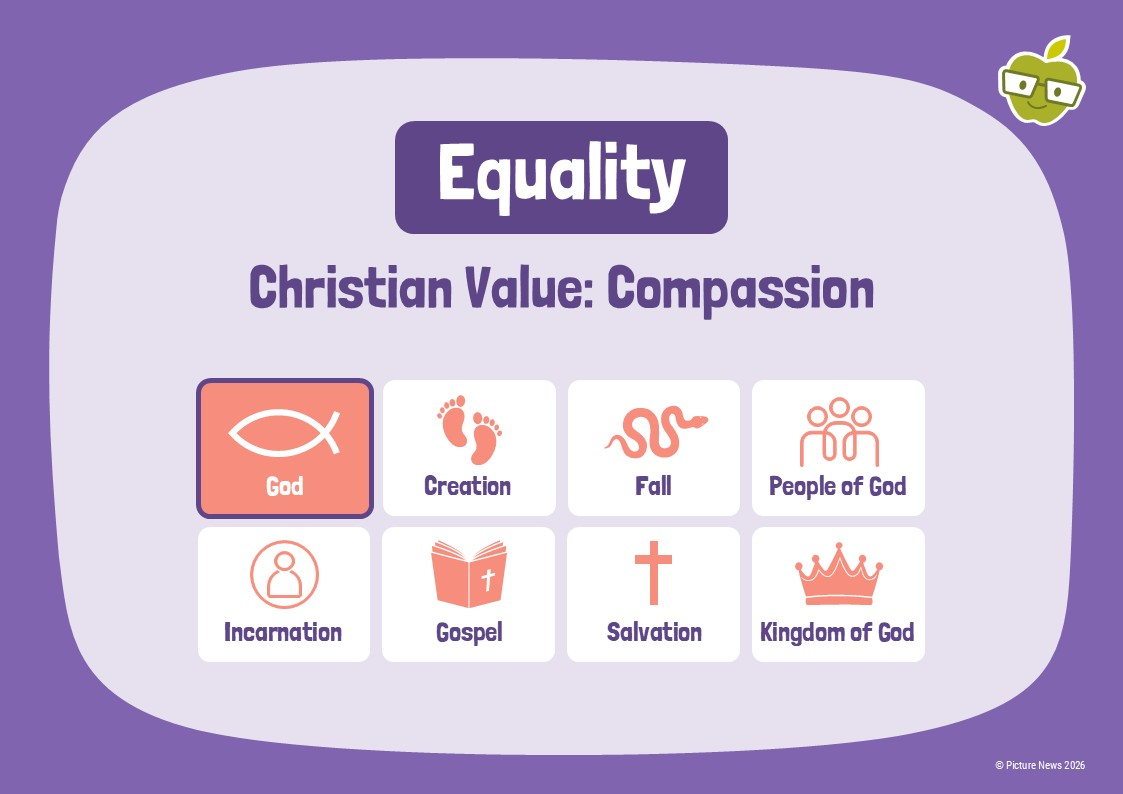 Equality
Christian Value: Compassion
God
Creation
Fall
People of God
Incarnation
Gospel
Salvation
Kingdom of God
© Picture News 2026